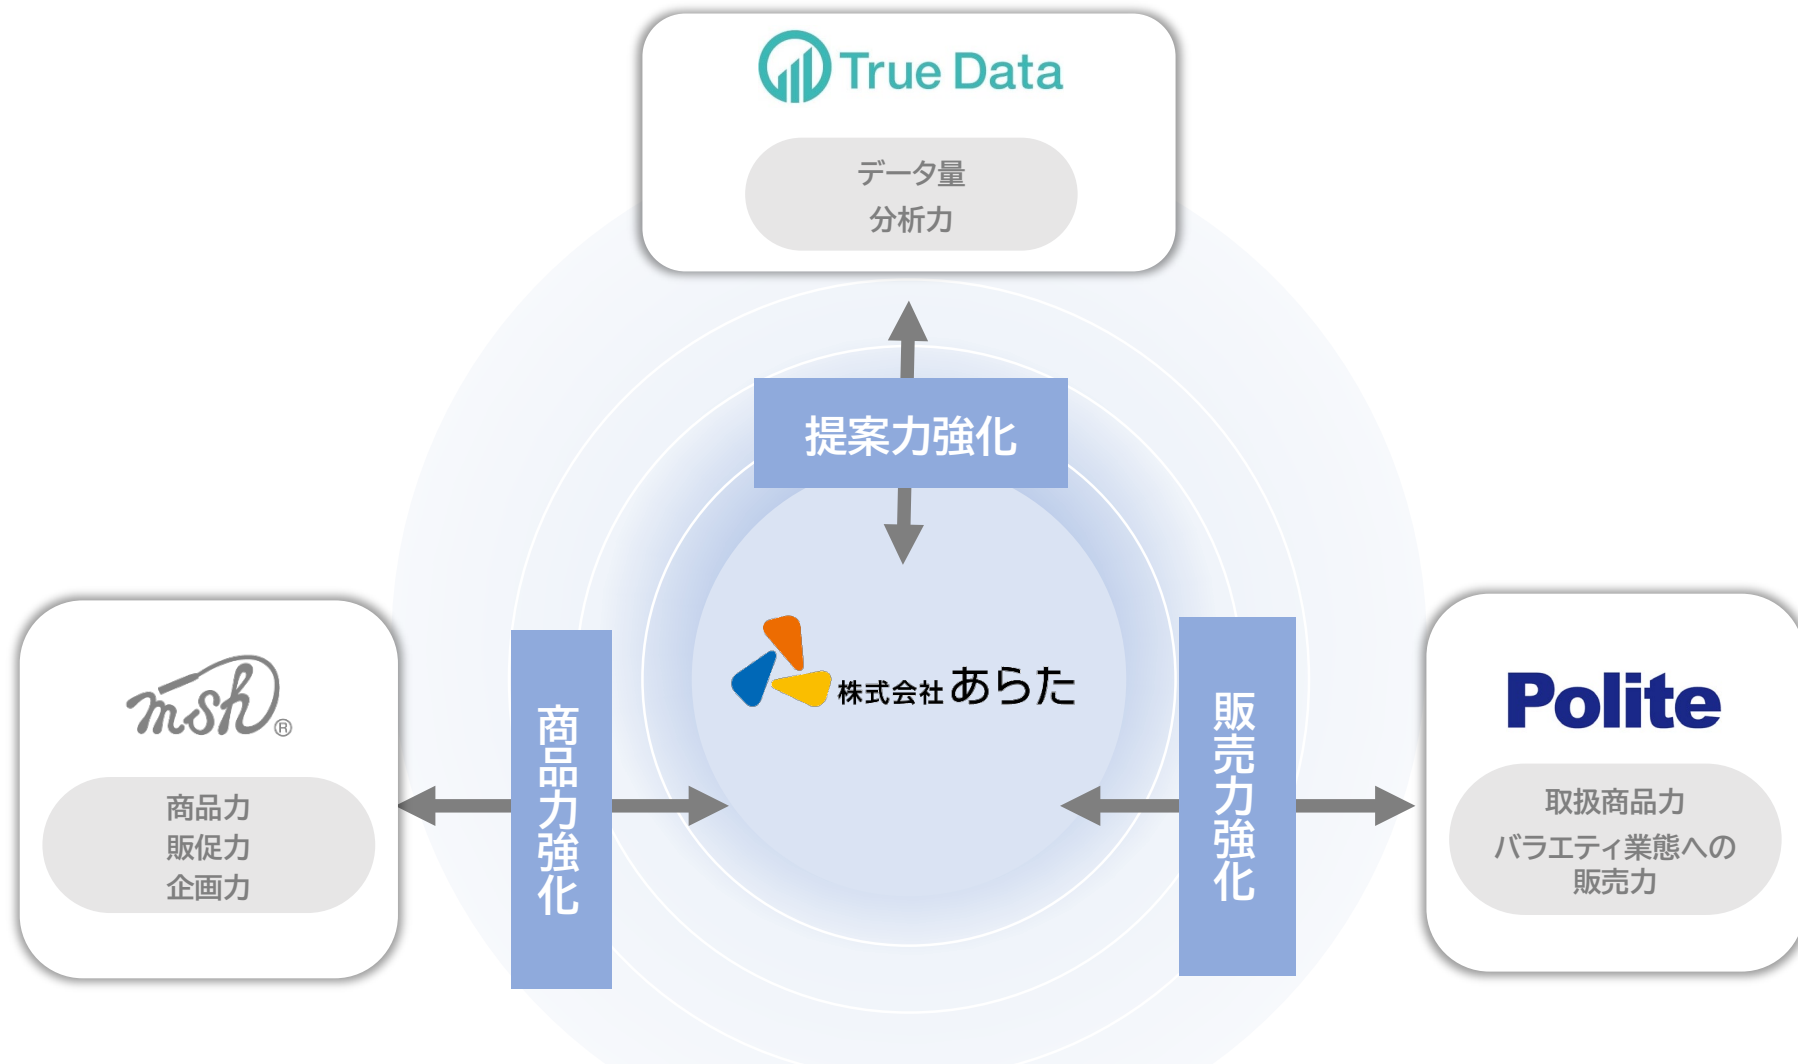 True Data
データ量
分析力
提案力強化
株式会社あらた
msh®
商品力
販促力
企画力
商品力強化
販売力強化
Polite
取扱商品力
バラエティ業態への
販売力